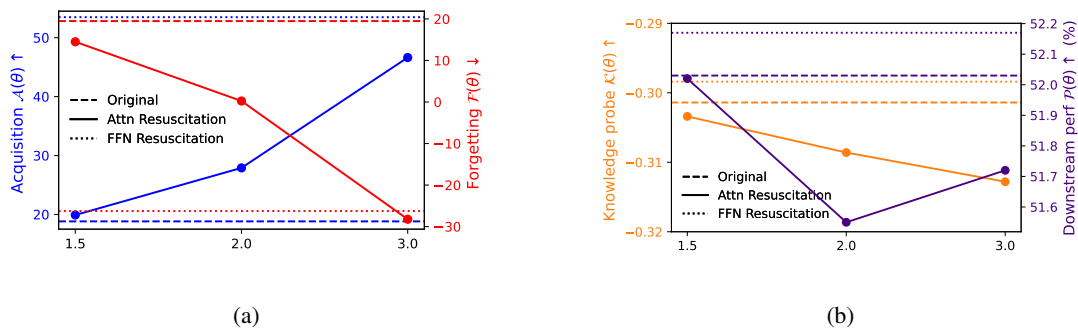 50
40
30
20
Acquisition 𝒜(θ) ↑
Original
Attn Resuscitation
FFN Resuscitation
20
10
0
−10
−20
−30
Forgetting ℱ(θ) ↓
1.5
2.0
3.0
(a)
−0.29
−0.30
−0.31
−0.32
Knowledge probe 𝒦(θ) ↑
Original
Attn Resuscitation
FFN Resuscitation
52.2
52.1
52.0
51.9
51.8
51.7
51.6
Downstream perf 𝒫(θ) ↑ (%)
1.5
2.0
3.0
(b)